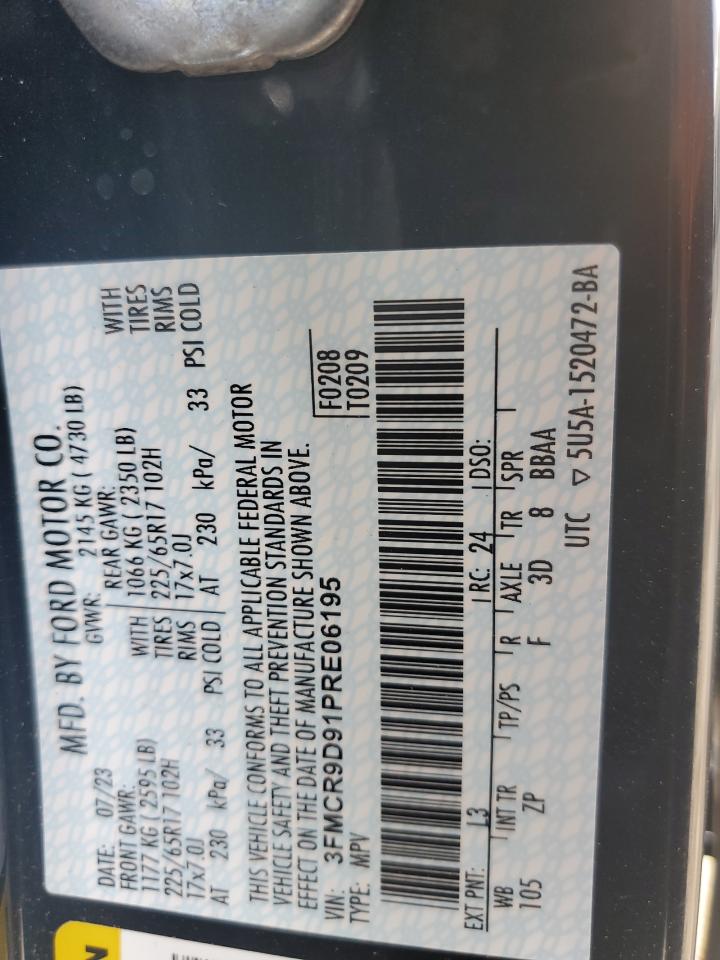 MFD. BY FORD MOTOR CO.
DATE: 07/23 GVWR: 2145 KG ( 4730 LB)
FRONT GAWR: REAR GAWR:
1177 KG ( 2595 LB) WITH 1066 KG ( 2350 LB) WITH
225/65R17 102H TIRES 225/65R17 102H TIRES
17x7.0J RIMS 17x7.0J RIMS
AT 230 kPa/ 33 PSI COLD AT 230 kPa/ 33 PSI COLD
THIS VEHICLE CONFORMS TO ALL APPLICABLE FEDERAL MOTOR
VEHICLE SAFETY AND THEFT PREVENTION STANDARDS IN
EFFECT ON THE DATE OF MANUFACTURE SHOWN ABOVE.
VIN: 3FMCR9D91PRE06195 F0208
TYPE: MPV T0209
EXT PNT: L3 RC: 24 DSO:
WB INT TR TP/PS R AXLE TR SPR
105 ZP F 3D 8 BBAA
UTC ▽ 5U5A-1520472-BA
N